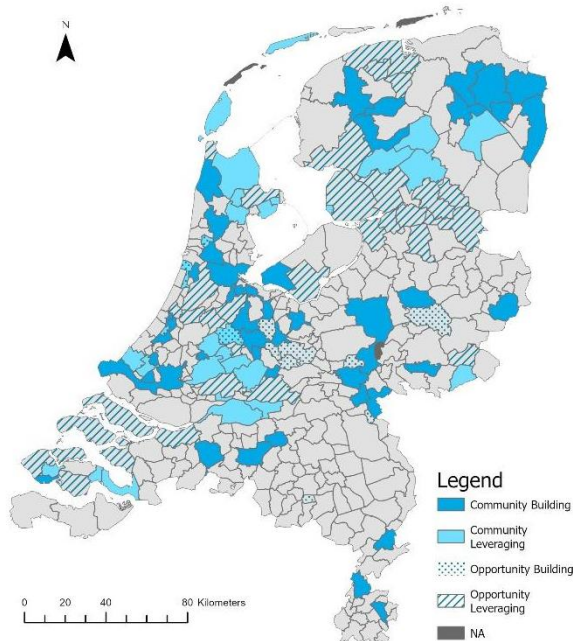 N
Legend
Community Building
Community
Leveraging
Opportunity Building
Opportunity
Leveraging
NA
0 20 40 80 Kilometers